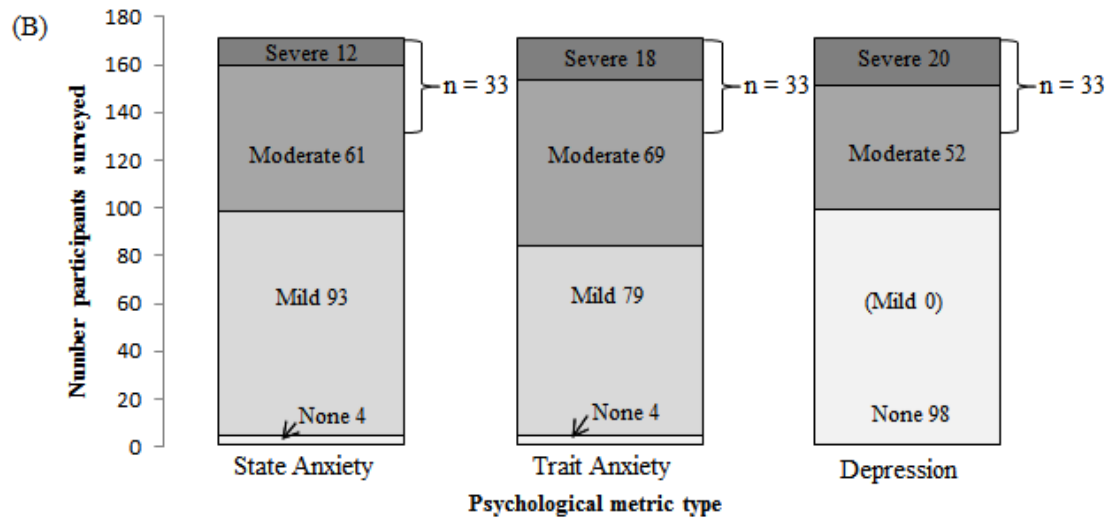 (B)
Number participants surveyed
180
160
140
120
100
80
60
40
20
0
Severe 12
Moderate 61
Mild 93
None 4
n = 33
State Anxiety
Severe 18
Moderate 69
Mild 79
None 4
n = 33
Trait Anxiety
Severe 20
Moderate 52
(Mild 0)
None 98
n = 33
Depression
Psychological metric type